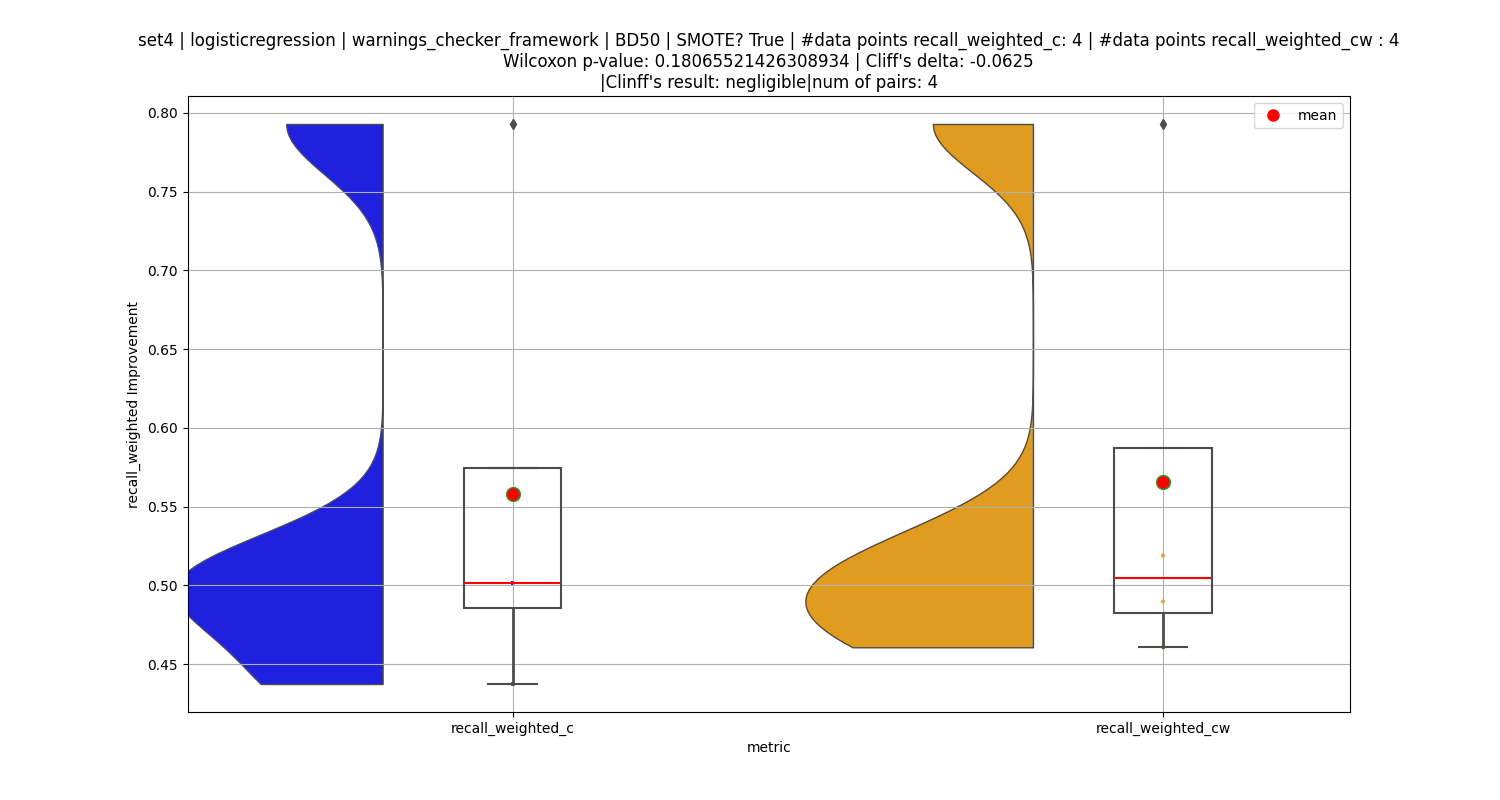 set4 | logisticregression | warnings_checker_framework | BD50 | SMOTE? True | #data points recall_weighted_c: 4 | #data points recall_weighted_cw : 4
Wilcoxon p-value: 0.18065521426308934 | Cliff's delta: -0.0625
|Clinff's result: negligible|num of pairs: 4
mean
0.80
0.75
0.70
0.65
0.60
0.55
0.50
0.45
recall_weighted Improvement
recall_weighted_c
recall_weighted_cw
metric